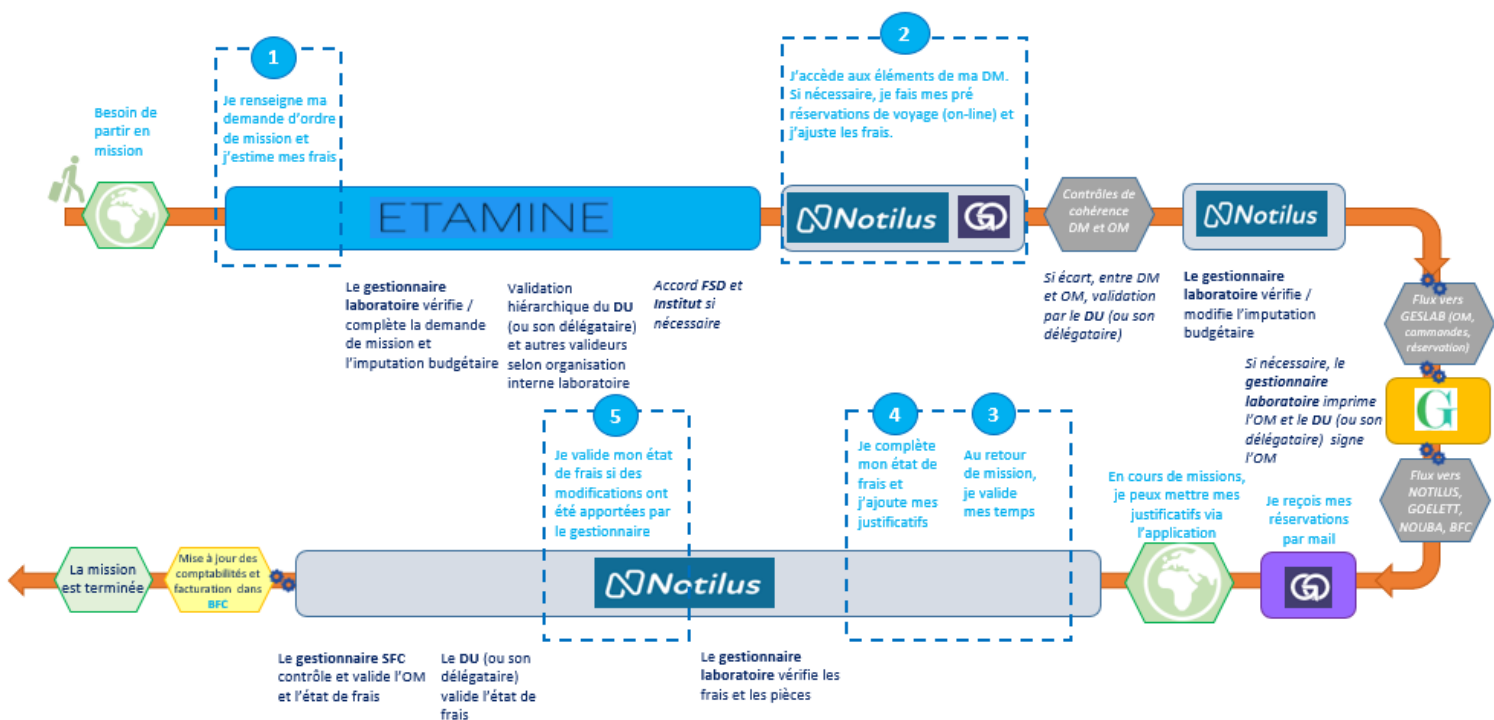 1
Je renseigne ma
demande d'ordre
de mission et
j'estime mes frais
2
J'accède aux éléments de ma DM.
Si nécessaire, je fais mes pré
réservations de voyage (on-line) et
j'ajuste les frais.
Besoin de
partir en
mission
ETAMINE
Notilus
Contrôles de
cohérence
DM et OM
Notilus
Le gestionnaire
laboratoire vérifie /
complète la demande
de mission et
l'imputation budgétaire
Validation
hiérarchique du DU
(ou son délégataire)
et autres valideurs
selon organisation
interne laboratoire
Accord FSD et
Institut si
nécessaire
Si écart, entre DM
et OM, validation
par le DU (ou son
délégataire)
Le gestionnaire
laboratoire vérifie /
modifie l'imputation
budgétaire
Flux vers
GESLAB (OM,
commandes,
réservation)
Si nécessaire, le
gestionnaire
laboratoire imprime
l'OM et le DU (ou son
délégataire) signe
l'OM
G
Flux vers
NOTILUS,
GOELETT,
NOUBA, BFC
Je reçois mes
réservations
par mail
En cours de missions,
je peux mettre mes
justificatifs via
l'application
3
Au retour
de mission,
je valide
mes temps
4
Je complète
mon état de
frais et
j'ajoute mes
justificatifs
5
Je valide mon état
de frais si des
modifications ont
été apportées par
le gestionnaire
Notilus
Le gestionnaire
laboratoire vérifie les
frais et les pièces
Le DU (ou son
délégataire)
valide l'état de
frais
Le gestionnaire SFC
contrôle et valide l'OM
et l'état de frais
Mise à jour des
comptabilités et
facturation dans
BFC
La mission
est terminée